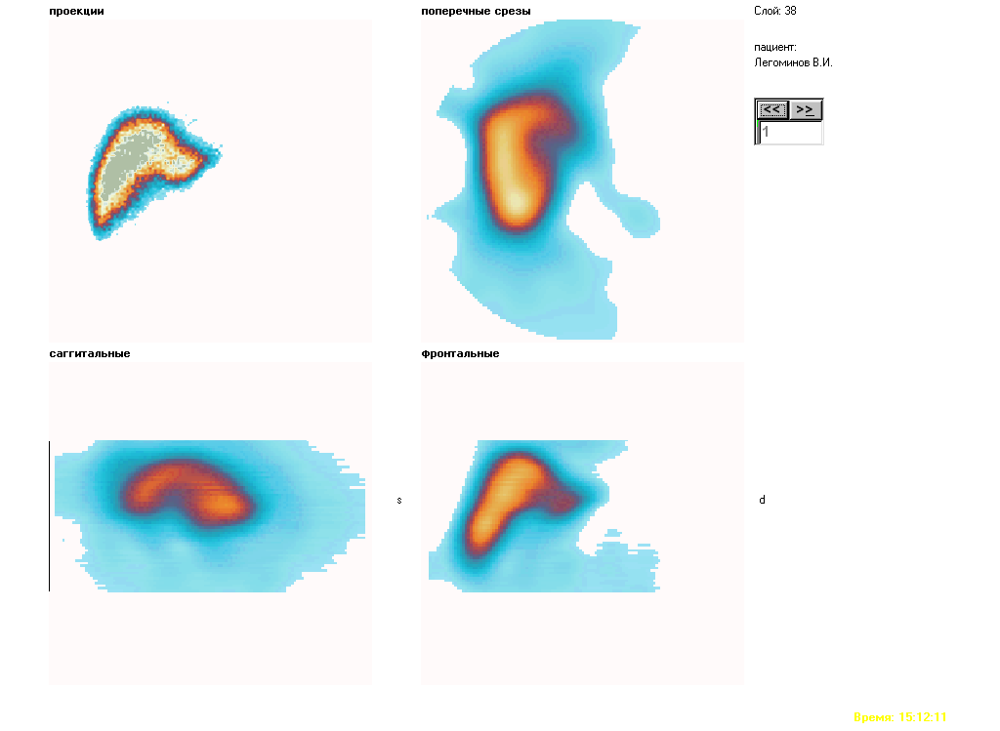 проекции
поперечные срезы
Слой: 38
пациент:
Легоминов В.И.
<< >>
1
саггитальные
фронтальные
s
d
Время: 15.12.11